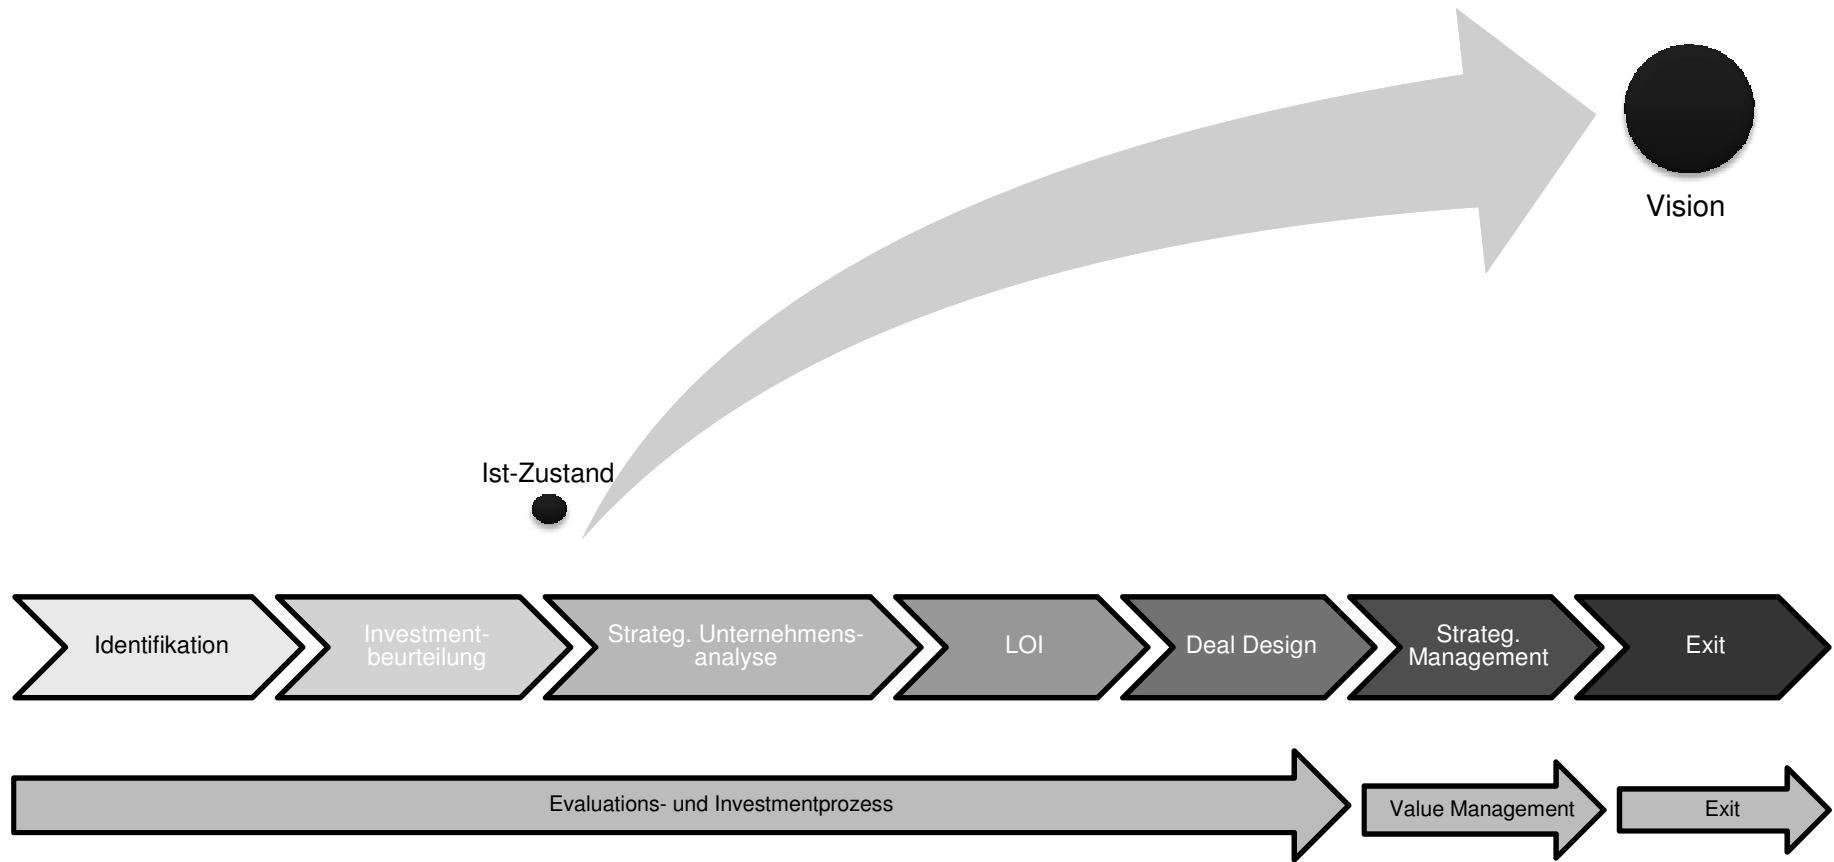 Vision
Ist-Zustand
Identifikation
Investment-
beurteilung
Strateg. Unternehmens-
analyse
LOI
Deal Design
Strateg.
Management
Exit
Evaluations- und Investmentprozess
Value Management
Exit